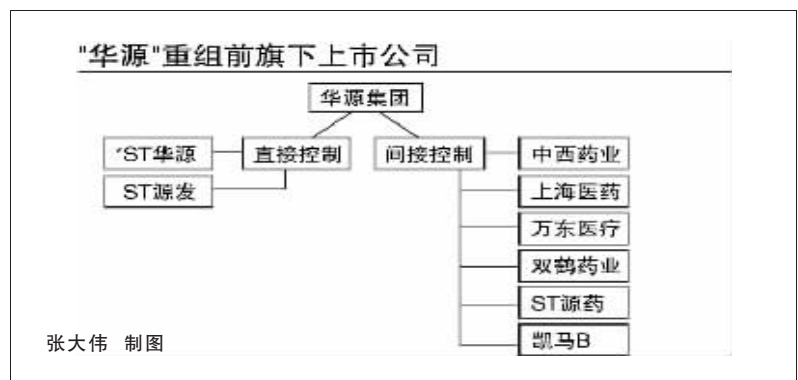 "华源"重组前旗下上市公司
华源集团
*ST华源
直接控制
间接控制
中西药业
ST源发
上海医药
万东医疗
双鹤药业
ST源药
凯马B
张大伟 制图